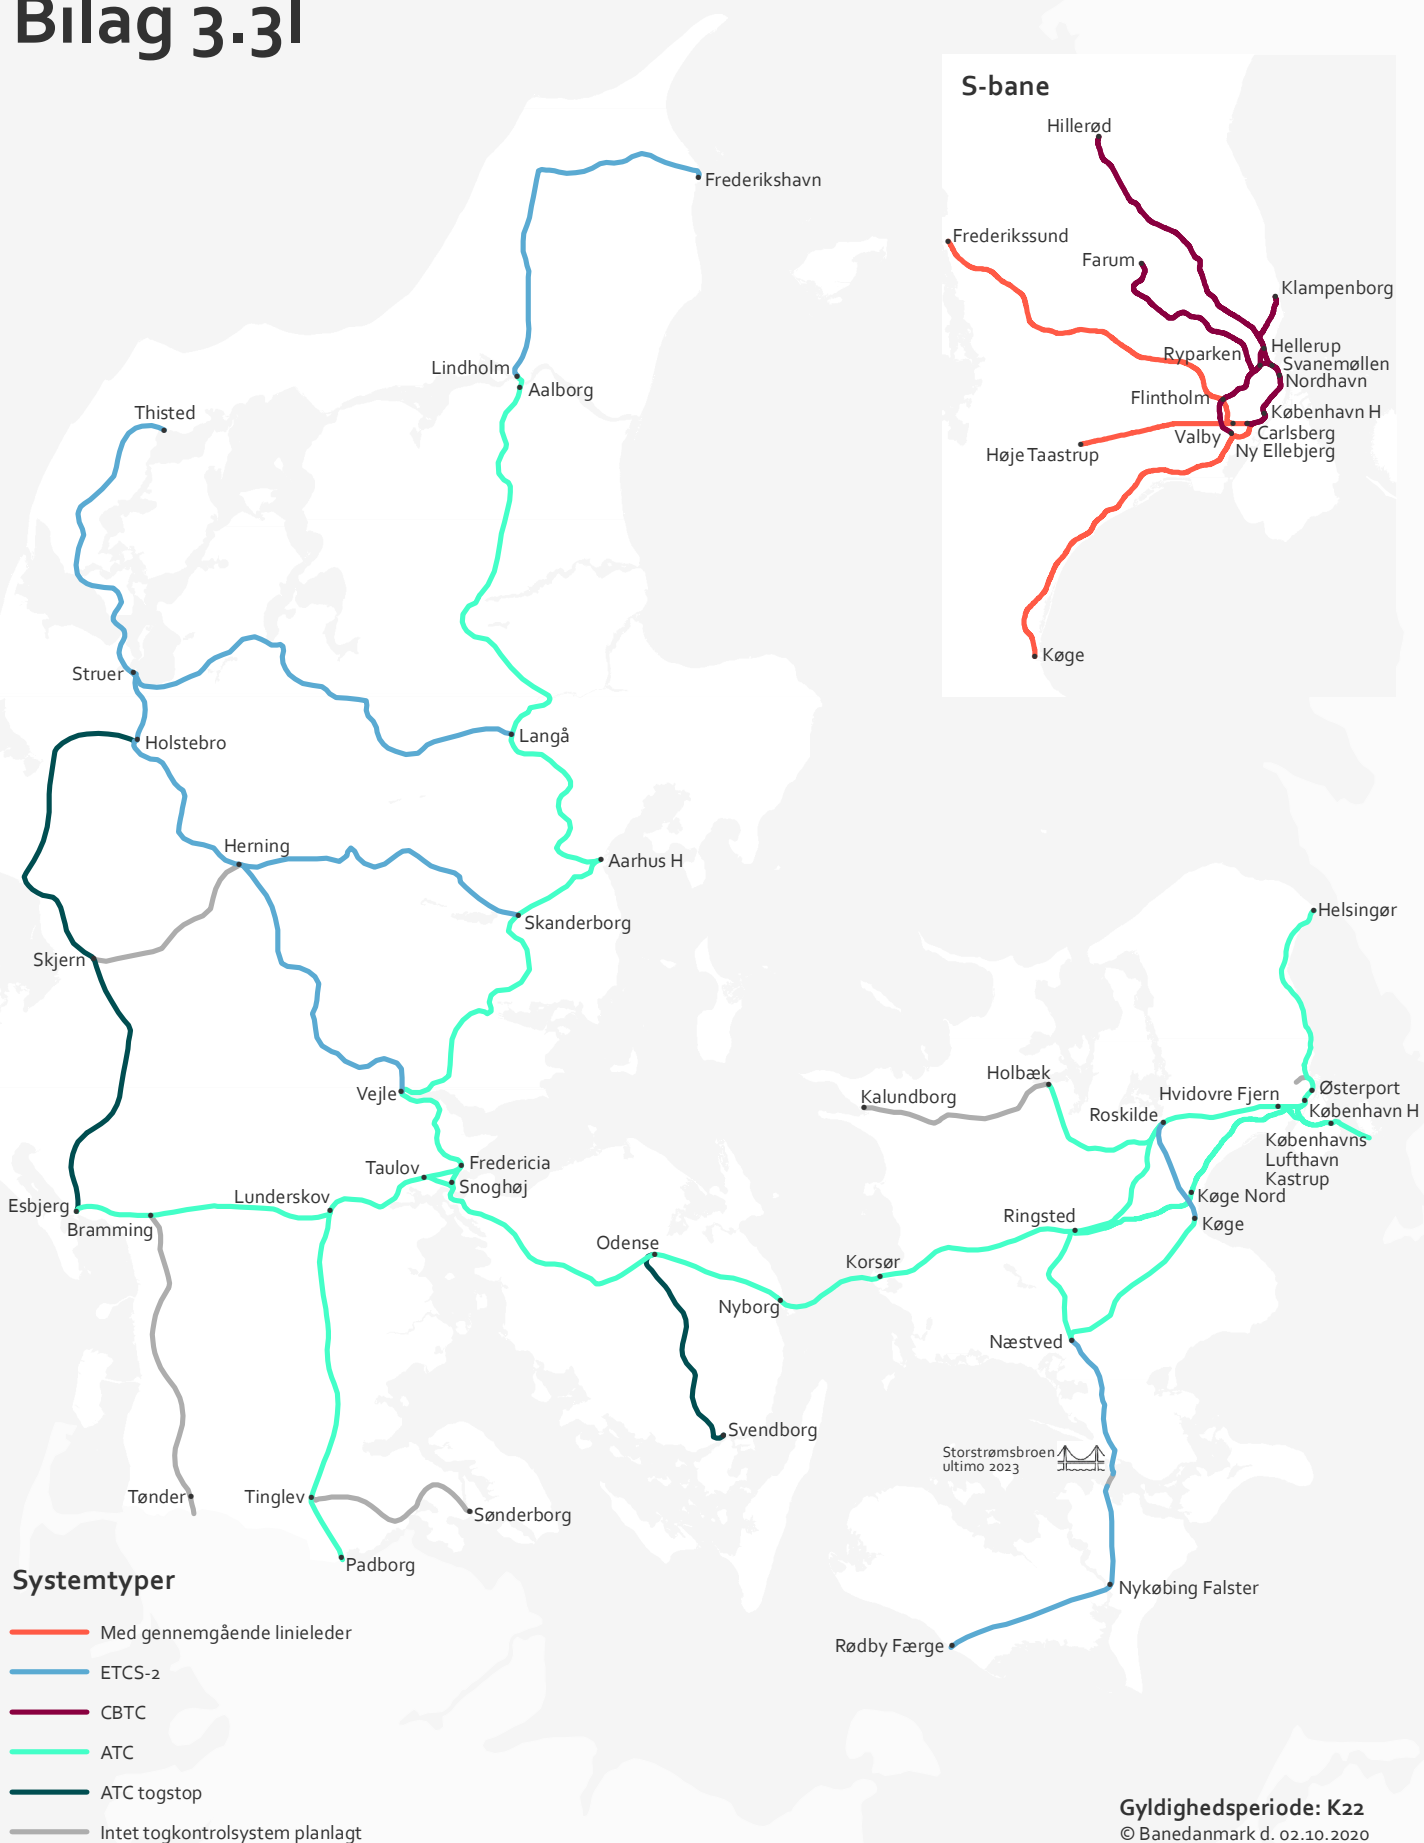 Bilag 3.3l
S-bane
Hillerød
Frederikssund
Farum
Klampenborg
Hellerup
Ryparken
Svanemøllen
Nordhavn
Flintholm
København H
Carlsberg
Valby
Ny Ellebjerg
Høje Taastrup
Køge
Frederikshavn
Lindholm
Aalborg
Thisted
Struer
Langå
Holstebro
Herning
Aarhus H
Skanderborg
Skjern
Vejle
Taulov
Fredericia
Snoghøj
Lunderskov
Esbjerg
Bramming
Odense
Nyborg
Korsør
Svendborg
Tønder
Tinglev
Sønderborg
Padborg
Helsingør
Holbæk
Kalundborg
Hvidovre Fjern
Østerport
Roskilde
København H
Københavns
Lufthavn
Kastrup
Køge Nord
Ringsted
Køge
Næstved
Storstrømsbroen
ultimo 2023
Nykøbing Falster
Rødby Færge
Systemtyper
Med gennemgående linieleder
ETCS-2
CBTC
ATC
ATC togstop
Intet togkontrolsystem planlagt
Gyldighedsperiode: K22
© Banedanmark d. 02.10.2020